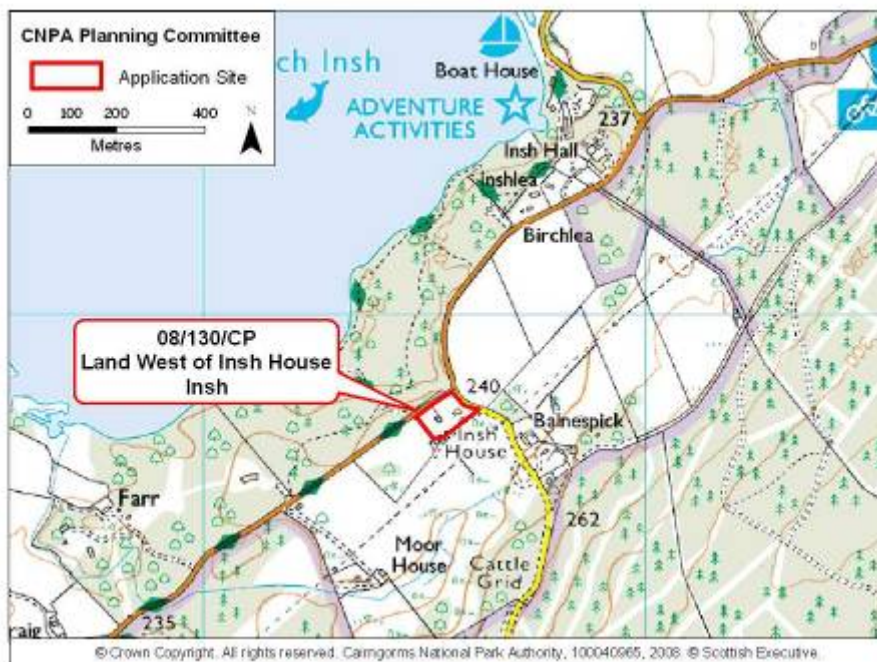 CNPA Planning Committee
Application Site
0 100 200 400
Metres
N
ch Insh
Boat House
ADVENTURE
ACTIVITIES
237
Insh Hall
Inshlea
Birchlea
08/130/CP
Land West of Insh House
Insh
240
Bainespick
Insh
House
Farr
262
Moor
House
Cattle
Grid
235
raig
© Crown Copyright. All rights reserved. Cairngorms National Park Authority, 100040965, 2008. © Scottish Executive.